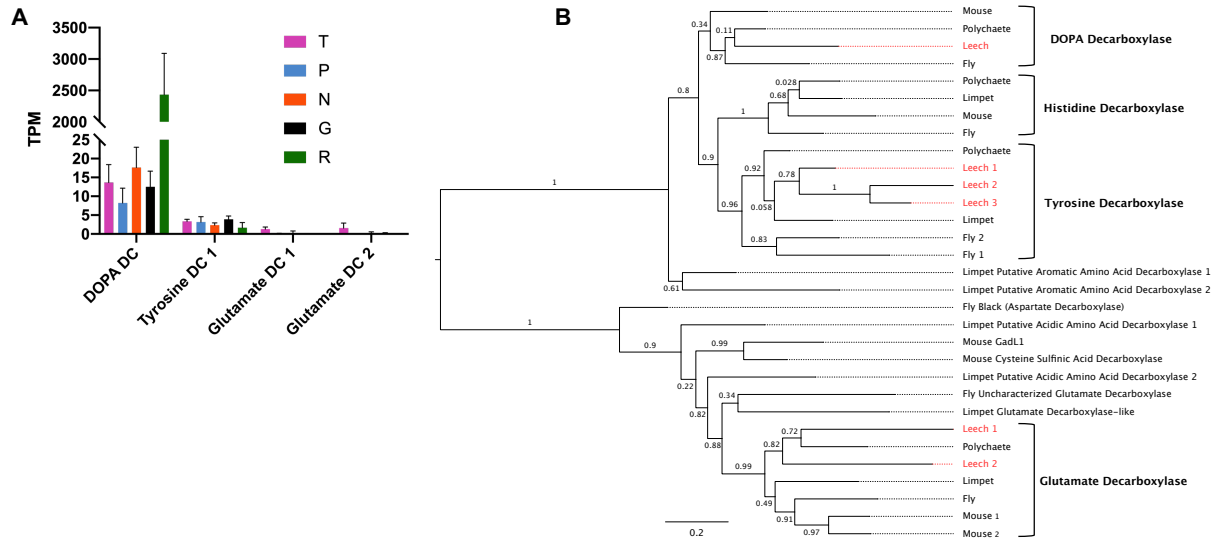 A
3500
3000
2500
2000
25
20
15
10
5
0
TPM
T
P
N
G
R
DOPA DC
Tyrosine DC 1
Glutamate DC 1
Glutamate DC 2
B
Mouse
0.34
Polychaete
0.11
Leech
0.87
Fly
DOPA Decarboxylase
0.8
Polychaete
0.028
Limpet
0.68
Mouse
1
Fly
Histidine Decarboxylase
0.9
Polychaete
0.92
Leech 1
0.78
Leech 2
1
Leech 3
0.058
0.96
Limpet
Fly 2
0.83
Fly 1
Tyrosine Decarboxylase
1
Limpet Putative Aromatic Amino Acid Decarboxylase 1
0.61
Limpet Putative Aromatic Amino Acid Decarboxylase 2
Fly Black (Aspartate Decarboxylase)
1
Limpet Putative Acidic Amino Acid Decarboxylase 1
0.9
Mouse GadL1
0.99
Mouse Cysteine Sulfinic Acid Decarboxylase
0.22
Limpet Putative Acidic Amino Acid Decarboxylase 2
0.82
Fly Uncharacterized Glutamate Decarboxylase
0.34
Limpet Glutamate Decarboxylase-like
0.88
Leech 1
0.72
Polychaete
0.82
Leech 2
0.99
Limpet
0.49
Fly
0.91
Mouse 1
0.97
Mouse 2
Glutamate Decarboxylase
0.2